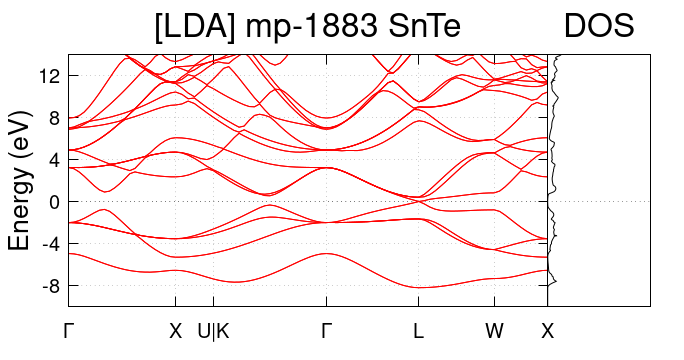 [LDA] mp-1883 SnTe
DOS
Energy (eV)
12
8
4
0
-4
-8
Γ X U|K Γ L W X